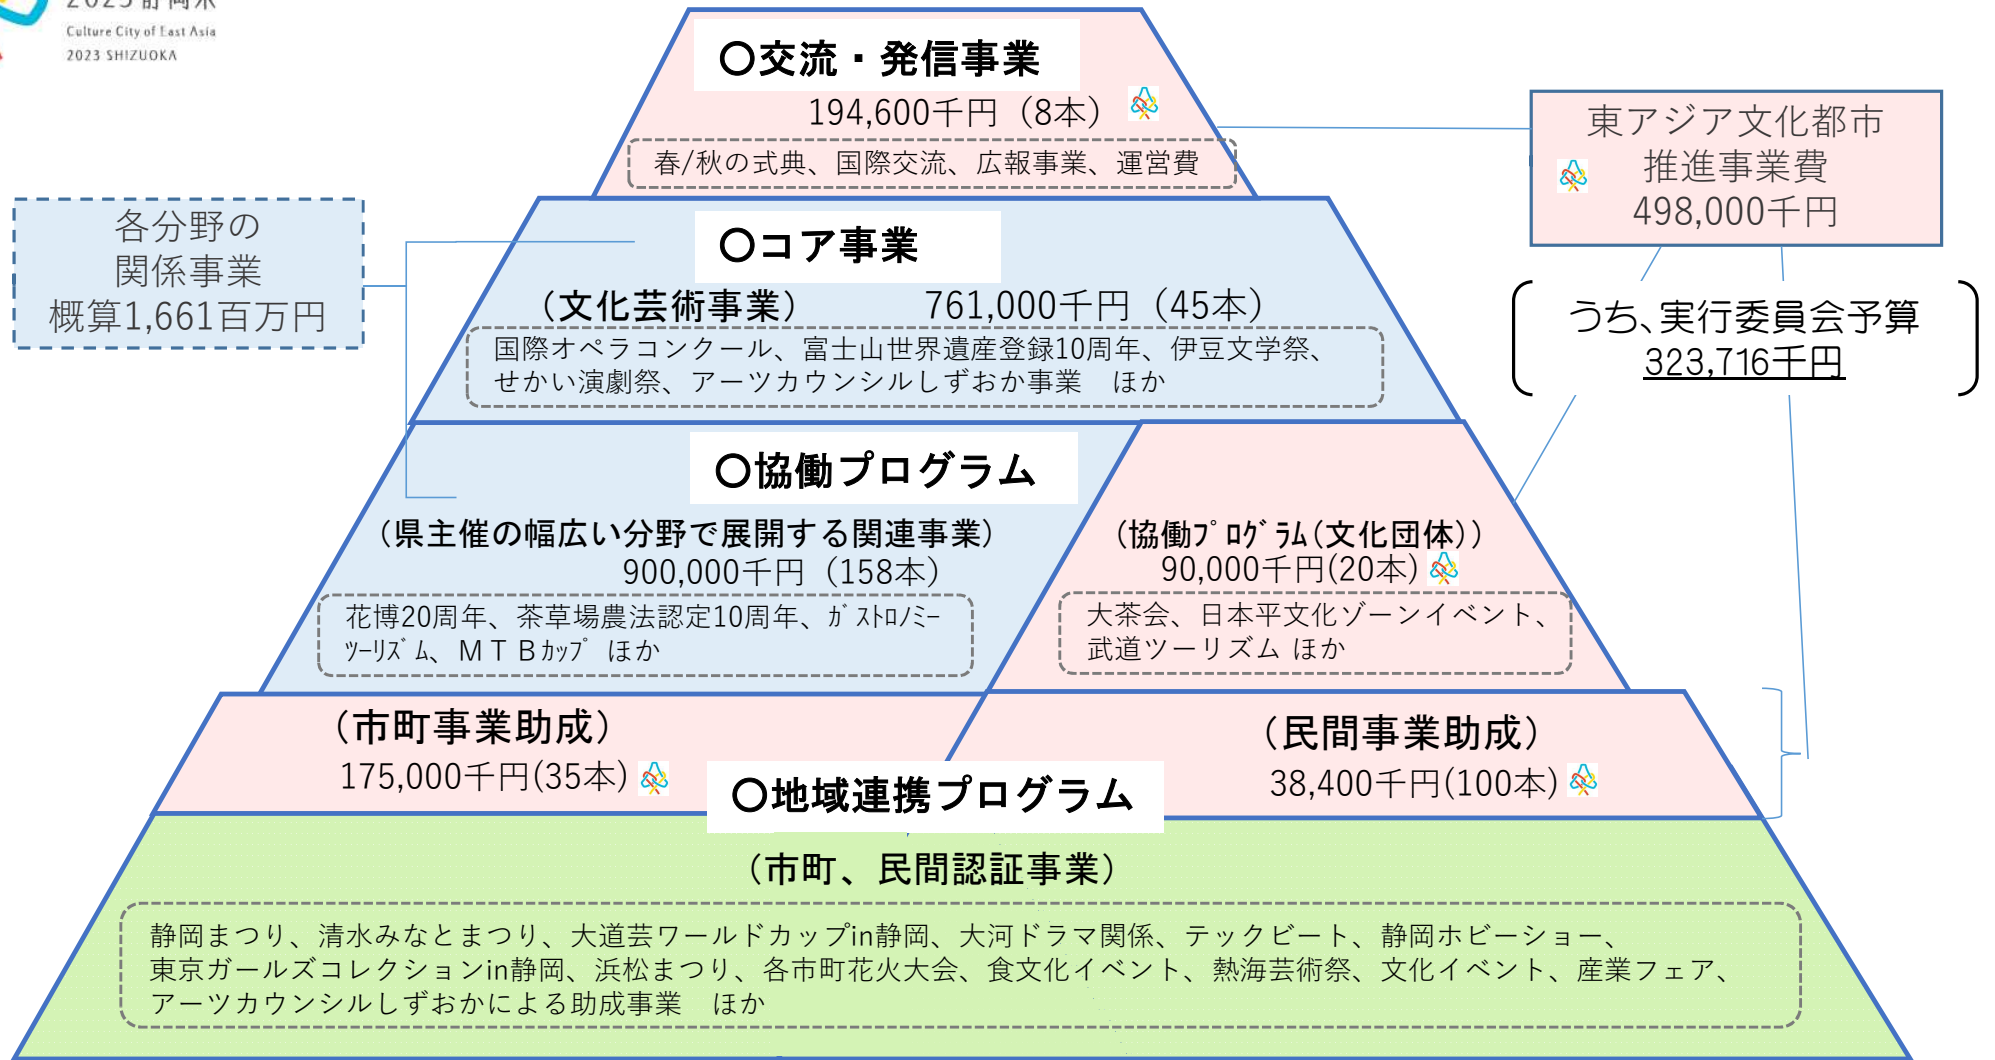 2023静岡県
Culture City of East Asia
2023 SHIZUOKA
〇交流・発信事業
194,600千円（8本）
春/秋の式典、国際交流、広報事業、運営費
東アジア文化都市
推進事業費
498,000千円
うち、実行委員会予算
323,716千円
各分野の
関係事業
概算1,661百万円
〇コア事業
（文化芸術事業） 761,000千円（45本）
国際オペラコンクール、富士山世界遺産登録10周年、伊豆文学祭、
せかい演劇祭、アーツカウンシルしずおか事業　ほか
〇協働プログラム
（県主催の幅広い分野で展開する関連事業）
900,000千円（158本）
花博20周年、茶草場農法認定10周年、ｶﾞｽﾄﾛﾉﾐｰ
ﾂｰﾘｽﾞﾑ、ＭＴＢｶｯﾌﾟ ほか
（協働ﾌﾟﾛｸﾞﾗﾑ(文化団体)）
90,000千円(20本)
大茶会、日本平文化ゾーンイベント、
武道ツーリズム ほか
（市町事業助成）
175,000千円(35本)
（民間事業助成）
38,400千円(100本)
〇地域連携プログラム
（市町、民間認証事業）
静岡まつり、清水みなとまつり、大道芸ワールドカップin静岡、大河ドラマ関係、テックビート、静岡ホビーショー、
東京ガールズコレクションin静岡、浜松まつり、各市町花火大会、食文化イベント、熱海芸術祭、文化イベント、産業フェア、
アーツカウンシルしずおかによる助成事業　ほか